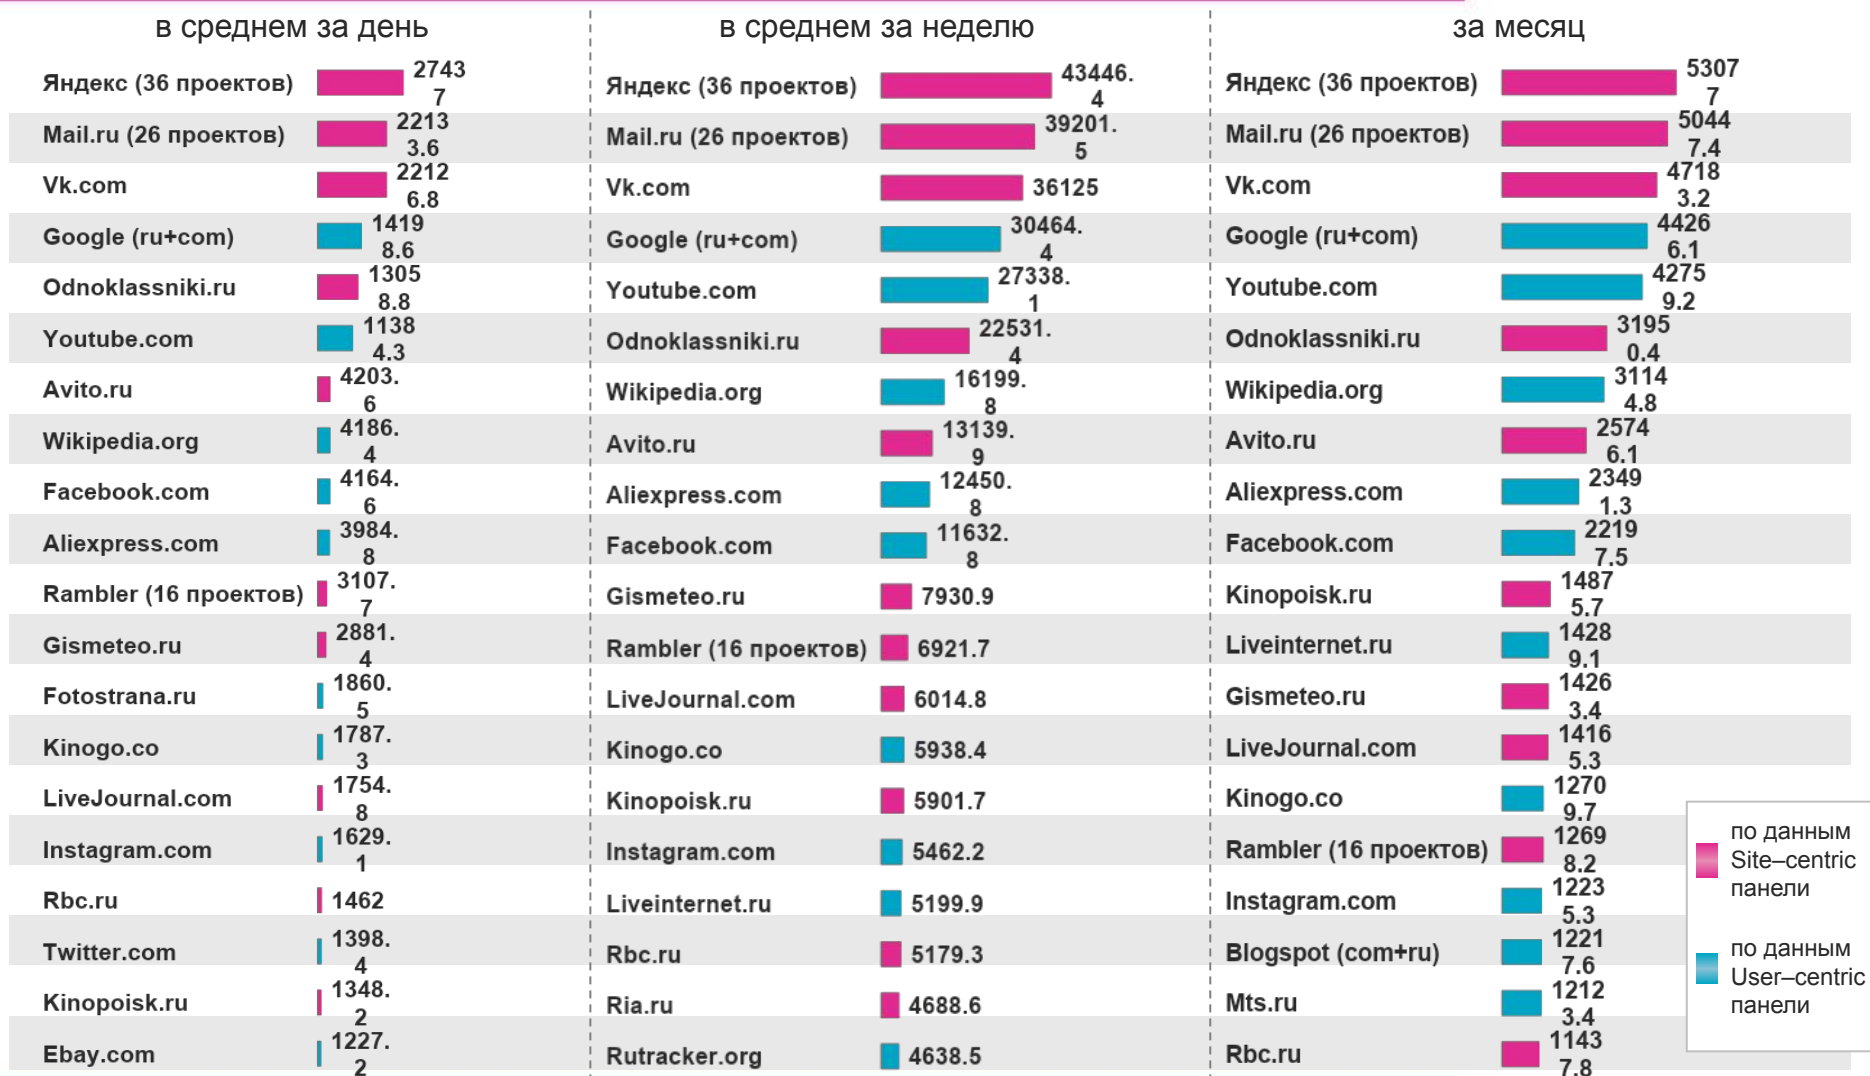 в среднем за день
Яндекс (36 проектов) 2743
7
Mail.ru (26 проектов) 2213
3.6
Vk.com 2212
6.8
Google (ru+com) 1419
8.6
Odnoklassniki.ru 1305
8.8
Youtube.com 1138
4.3
Avito.ru 4203.
6
Wikipedia.org 4186.
4
Facebook.com 4164.
6
Aliexpress.com 3984.
8
Rambler (16 проектов) 3107.
7
Gismeteo.ru 2881.
4
Fotostrana.ru 1860.
5
Kinogo.co 1787.
3
LiveJournal.com 1754.
8
Instagram.com 1629.
1
Rbc.ru 1462
Twitter.com 1398.
4
Kinopoisk.ru 1348.
2
Ebay.com 1227.
2
в среднем за неделю
Яндекс (36 проектов) 43446.
4
Mail.ru (26 проектов) 39201.
5
Vk.com 36125
Google (ru+com) 30464.
4
Youtube.com 27338.
1
Odnoklassniki.ru 22531.
4
Wikipedia.org 16199.
8
Avito.ru 13139.
9
Aliexpress.com 12450.
8
Facebook.com 11632.
8
Gismeteo.ru 7930.9
Rambler (16 проектов) 6921.7
LiveJournal.com 6014.8
Kinogo.co 5938.4
Kinopoisk.ru 5901.7
Instagram.com 5462.2
Liveinternet.ru 5199.9
Rbc.ru 5179.3
Ria.ru 4688.6
Rutracker.org 4638.5
за месяц
Яндекс (36 проектов) 5307
7
Mail.ru (26 проектов) 5044
7.4
Vk.com 4718
3.2
Google (ru+com) 4426
6.1
Youtube.com 4275
9.2
Odnoklassniki.ru 3195
0.4
Wikipedia.org 3114
4.8
Avito.ru 2574
6.1
Aliexpress.com 2349
1.3
Facebook.com 2219
7.5
Kinopoisk.ru 1487
5.7
Liveinternet.ru 1428
9.1
Gismeteo.ru 1426
3.4
LiveJournal.com 1416
5.3
Kinogo.co 1270
9.7
Rambler (16 проектов) 1269
8.2
Instagram.com 1223
5.3
Blogspot (com+ru) 1221
7.6
Mts.ru 1212
3.4
Rbc.ru 1143
7.8
по данным
Site–centric
панели
по данным
User–centric
панели